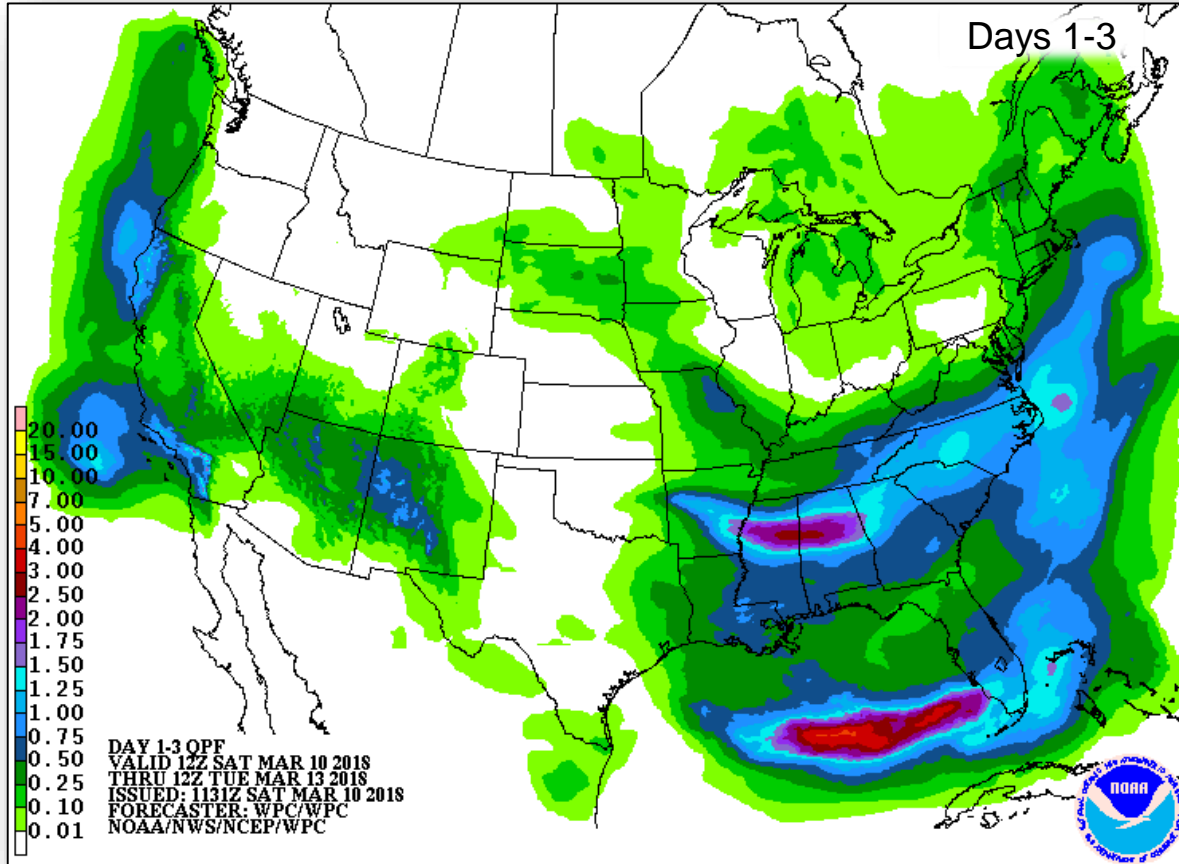 Days 1-3
20.00
15.00
10.00
7.00
5.00
4.00
3.00
2.50
2.00
1.75
1.50
1.25
1.00
0.75
0.50
0.25
0.10
0.01
DAY 1-3 QPF
VALID 12Z SAT MAR 10 2018
THRU 12Z TUE MAR 13 2018
ISSUED: 1131Z SAT MAR 10 2018
FORECASTER: WPC/WPC
NOAA/NWS/NCEP/WPC
NOAA